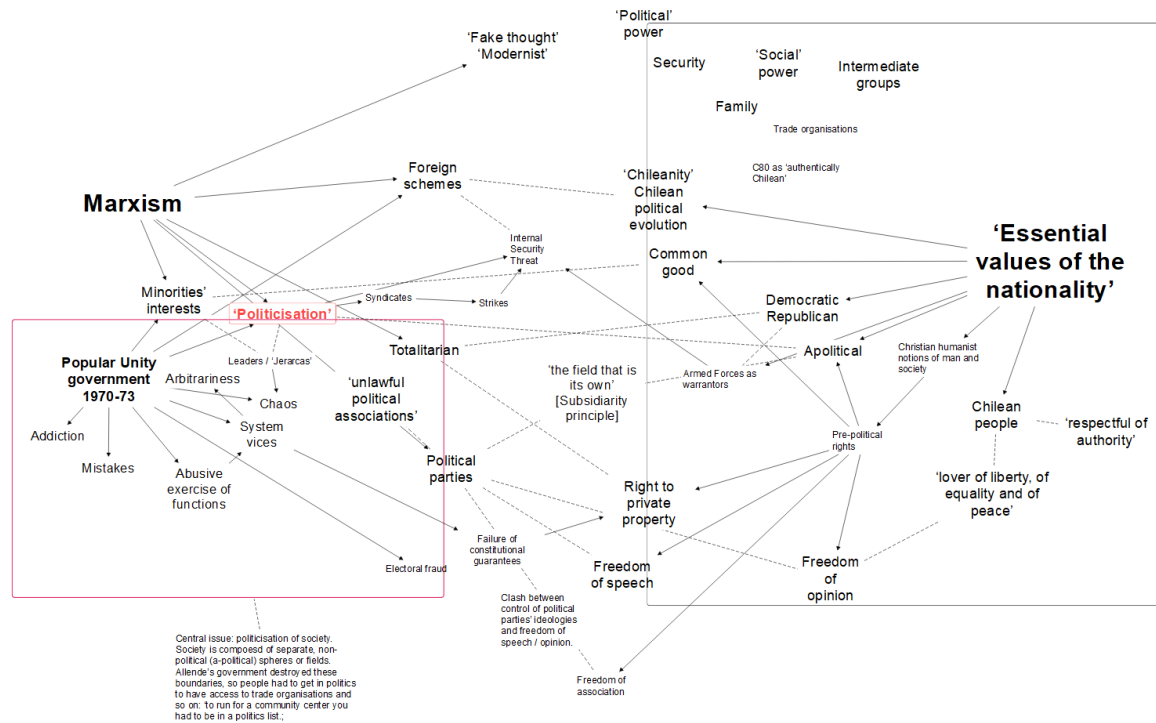 'Political'
power
'Fake thought'
'Modernist'
Security
'Social'
power
Intermediate
groups
Family
Trade organisations
C80 as 'authentically
Chilean'
Foreign
schemes
'Chileanity'
Chilean
political
evolution
Marxism
'Essential
values of the
nationality'
Internal
Security
Threat
Common
good
Minorities'
interests
Syndicates
Strikes
'Politicisation'
Democratic
Republican
Totalitarian
Apolitical
Christian humanist
notions of man and
society
Popular Unity
government
1970-73
Leaders / 'Jerarcas'
Arbitrariness
Chaos
'unlawful
political
associations'
'the field that is
its own'
[Subsidiarity
principle]
Armed Forces as
warrantors
Chilean
people
'respectful of
authority'
Addiction
System
vices
Mistakes
Abusive
exercise of
functions
Political
parties
Pre-political
rights
'lover of liberty, of
equality and of
peace'
Right to
private
property
Failure of
constitutional
guarantees
Electoral fraud
Freedom
of speech
Freedom
of
opinion
Clash between
control of political
parties' ideologies
and freedom of
speech / opinion.
Central issue: politicisation of society.
Society is compoesd of separate, non-
political (a-political) spheres or fields.
Allende's government destroyed these
boundaries, so people had to get in politics
to have access to trade organisations and
so on: 'to run for a community center you
had to be in a politics list.;
Freedom of
association